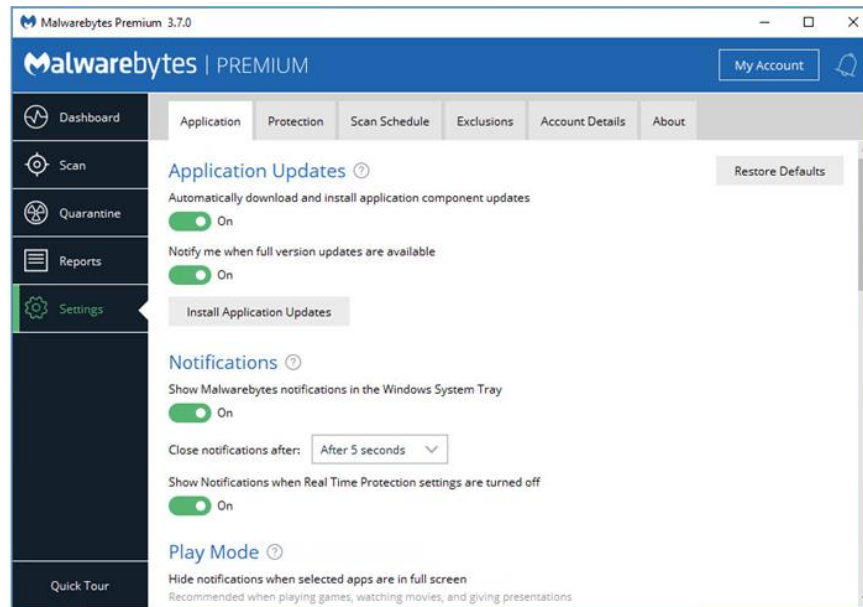 Malwarebytes Premium 3.7.0
Malwarebytes | PREMIUM
My Account
Dashboard
Scan
Quarantine
Reports
Settings
Quick Tour
Application Protection Scan Schedule Exclusions Account Details About
Application Updates ?
Restore Defaults
Automatically download and install application component updates
On
Notify me when full version updates are available
On
Install Application Updates
Notifications ?
Show Malwarebytes notifications in the Windows System Tray
On
Close notifications after: After 5 seconds
Show Notifications when Real Time Protection settings are turned off
On
Play Mode ?
Hide notifications when selected apps are in full screen
Recommended when playing games, watching movies, and giving presentations